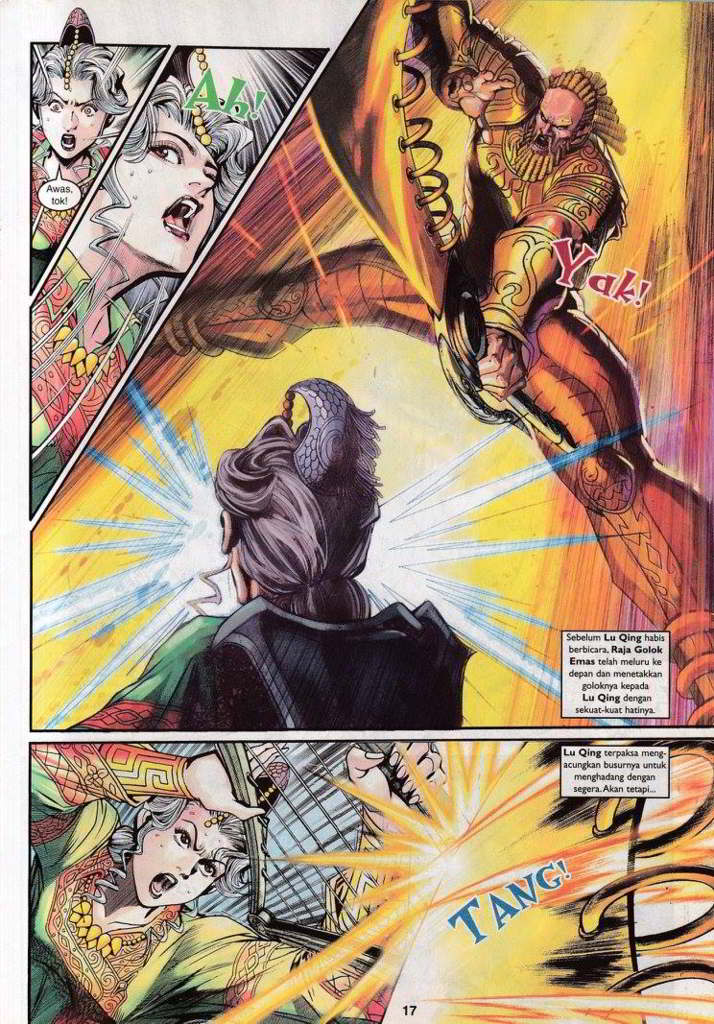 Awas,
tok!
Ah!
Yak!
Sebelum Lu Qing habis
berbicara, Raja Golok
Emas telah meluru ke
depan dan menetakkan
goloknya kepada
Lu Qing dengan
sekuat-kuat hatinya.
Lu Qing terpaksa meng-
acungkan busurnya untuk
menghadang dengan
segera. Akan tetapi...
TANG!
17